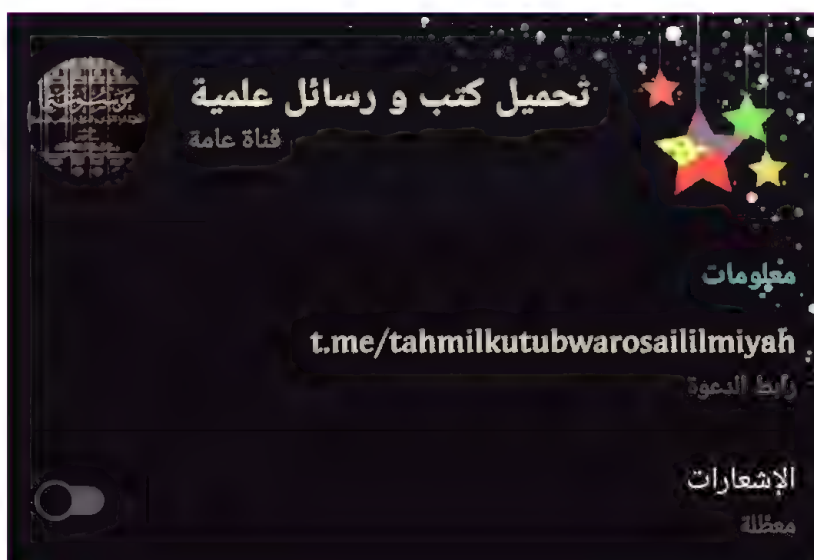 تحميل كتب و رسائل علمية
قناة عامة
معلومات
t.me/tahmilkutubwarosaililmiyah
رابط الدعوة
الإشعارات
معطلة